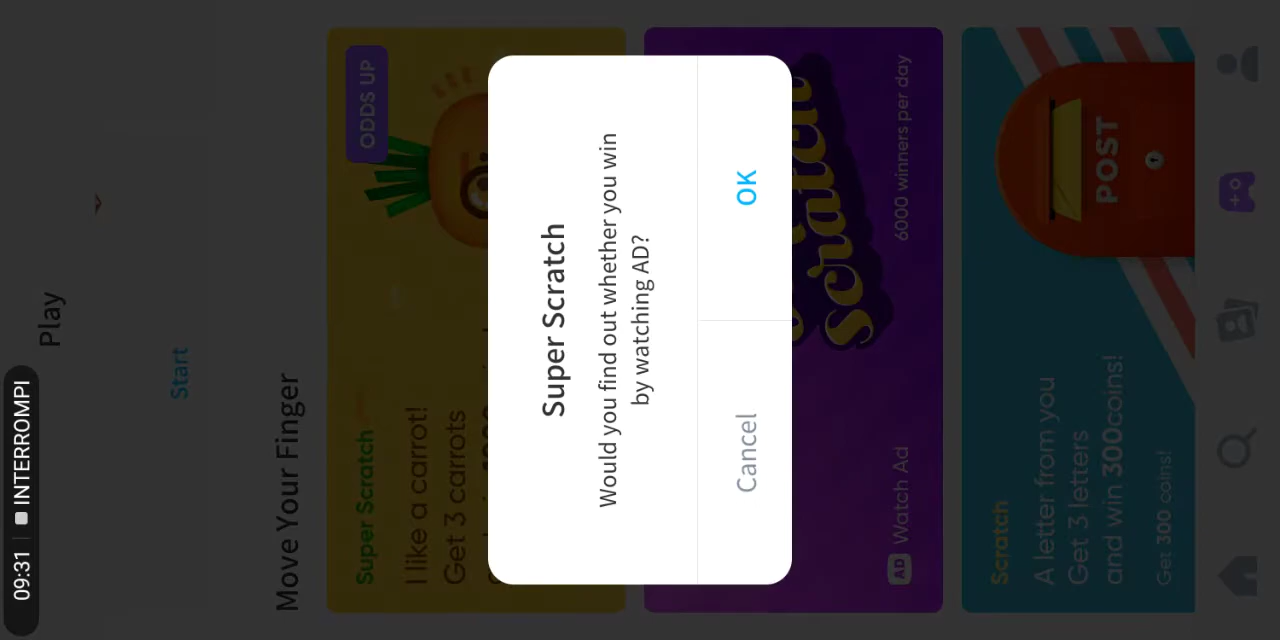 09:31 | INTERROMPI
Play
Start
Move Your Finger
ODDS UP
Super Scratch
I like a carrot!
Get 3 carrots
Super Scratch
Would you find out whether you win
by watching AD?
Cancel
OK
Scratch
AD Watch Ad
6000 winners per day
Scratch
A letter from you
Get 3 letters
and win 300coins!
Get 300 coins!
POST